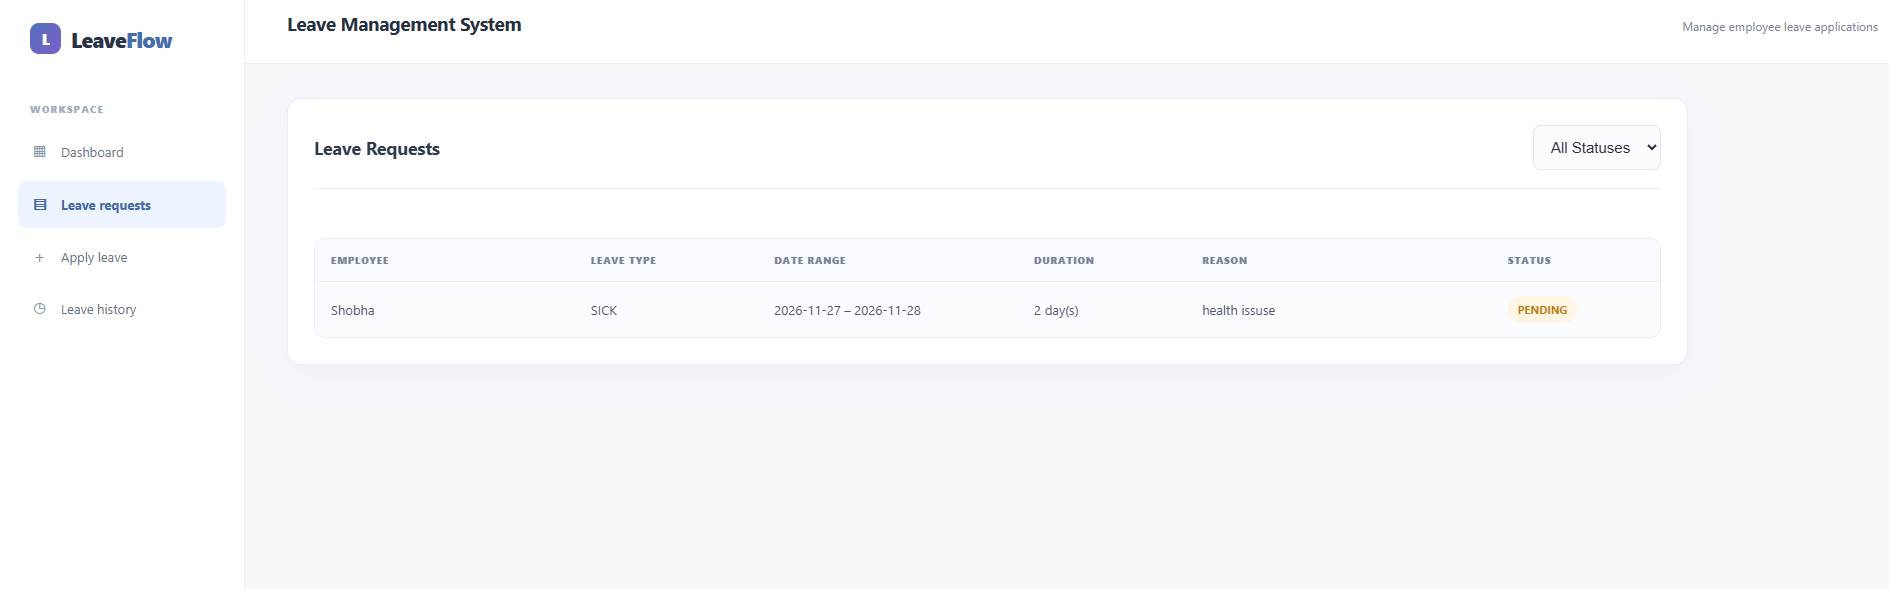 L LeaveFlow
Leave Management System
Manage employee leave applications
WORKSPACE
Dashboard
Leave requests
+ Apply leave
Leave history
Leave Requests
All Statuses
EMPLOYEE LEAVE TYPE DATE RANGE DURATION REASON STATUS
Shobha SICK 2026-11-27 – 2026-11-28 2 day(s) health issuse PENDING